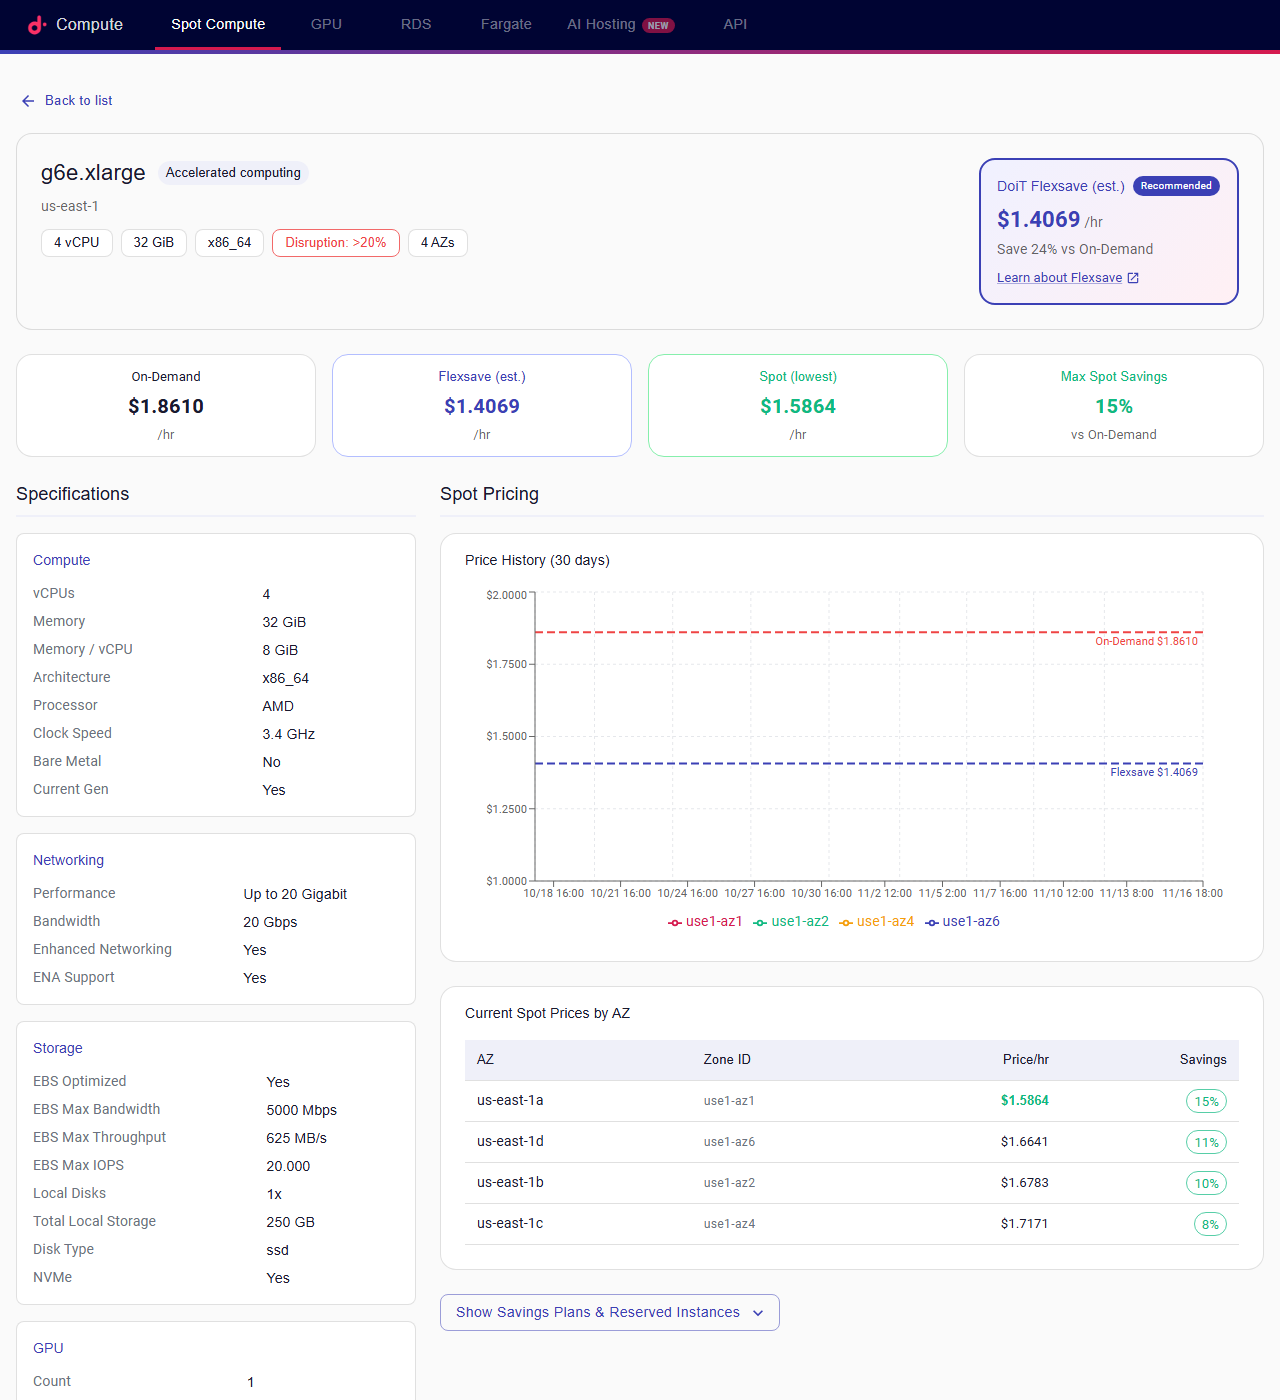 Compute
Spot Compute
GPU
RDS
Fargate
AI Hosting NEW
API
Back to list
g6e.xlarge Accelerated computing
us-east-1
4 vCPU 32 GiB x86_64 Disruption: >20% 4 AZs
DoiT Flexsave (est.) Recommended
$1.4069 /hr
Save 24% vs On-Demand
Learn about Flexsave
On-Demand
$1.8610
/hr
Flexsave (est.)
$1.4069
/hr
Spot (lowest)
$1.5864
/hr
Max Spot Savings
15%
vs On-Demand
Specifications
Compute
vCPUs 4
Memory 32 GiB
Memory / vCPU 8 GiB
Architecture x86_64
Processor AMD
Clock Speed 3.4 GHz
Bare Metal No
Current Gen Yes
Networking
Performance Up to 20 Gigabit
Bandwidth 20 Gbps
Enhanced Networking Yes
ENA Support Yes
Storage
EBS Optimized Yes
EBS Max Bandwidth 5000 Mbps
EBS Max Throughput 625 MB/s
EBS Max IOPS 20.000
Local Disks 1x
Total Local Storage 250 GB
Disk Type ssd
NVMe Yes
GPU
Count 1
Spot Pricing
Price History (30 days)
$2.0000
On-Demand $1.8610
$1.7500
$1.5000
Flexsave $1.4069
$1.2500
$1.0000
10/18 16:00 10/21 16:00 10/24 16:00 10/27 16:00 10/30 16:00 11/2 12:00 11/5 2:00 11/7 16:00 11/10 12:00 11/13 8:00 11/16 18:00
use1-az1 use1-az2 use1-az4 use1-az6
Current Spot Prices by AZ
AZ Zone ID Price/hr Savings
us-east-1a use1-az1 $1.5864 15%
us-east-1d use1-az6 $1.6641 11%
us-east-1b use1-az2 $1.6783 10%
us-east-1c use1-az4 $1.7171 8%
Show Savings Plans & Reserved Instances